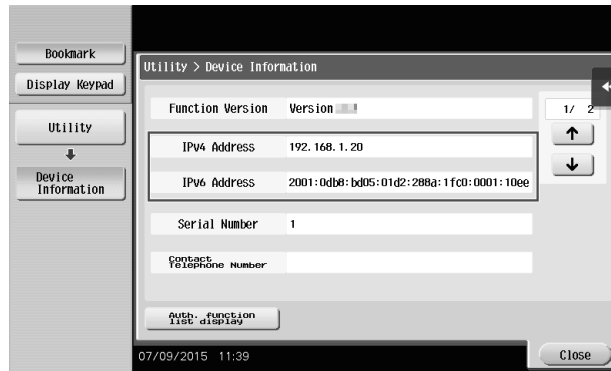 Bookmark
Display Keypad
Utility
Device
Information
Utility > Device Information
Function Version Version
1/ 2
IPv4 Address 192.168.1.20
IPv6 Address 2001:0db8:bd05:01d2:288a:1fc0:0001:10ee
Serial Number 1
Contact
Telephone Number
Auth. function
list display
07/09/2015 11:39
Close